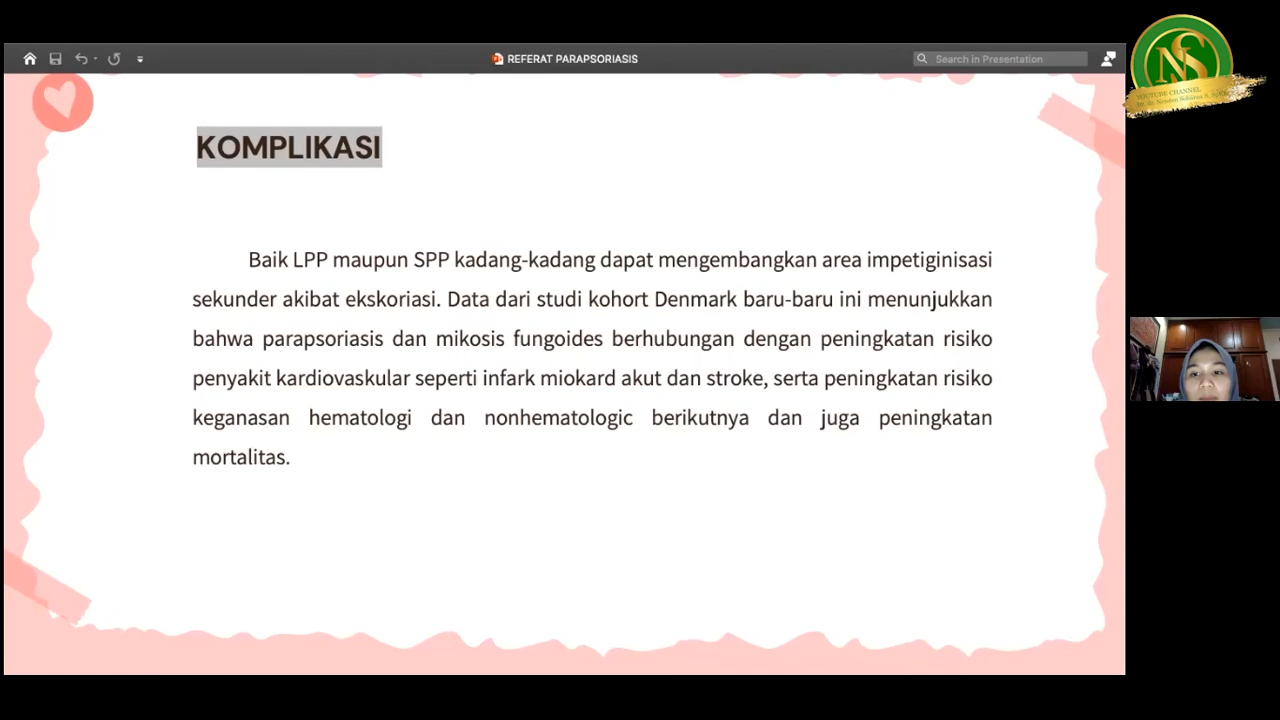 REFERAT PARAPSORIASIS
Search in Presentation
NS
YOUTUBE CHANNEL
KOMPLIKASI
Baik LPP maupun SPP kadang-kadang dapat mengembangkan area impetiginisasi
sekunder akibat ekskoriasi. Data dari studi kohort Denmark baru-baru ini menunjukkan
bahwa parapsoriasis dan mikosis fungoides berhubungan dengan peningkatan risiko
penyakit kardiovaskular seperti infark miokard akut dan stroke, serta peningkatan risiko
keganasan hematologi dan nonhematologic berikutnya dan juga peningkatan
mortalitas.